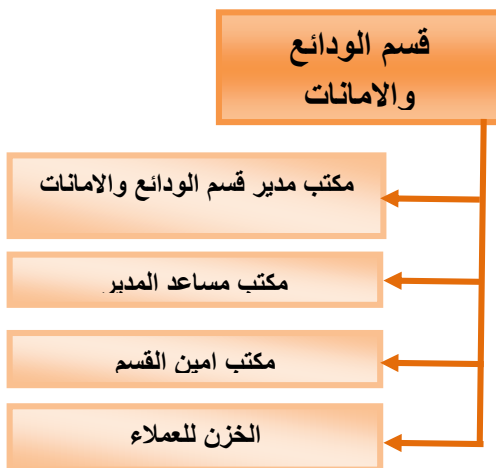 قسم الودائع
والامانات
مكتب مدير قسم الودائع والامانات
مكتب مساعد المدير
مكتب امين القسم
الخزن للعملاء